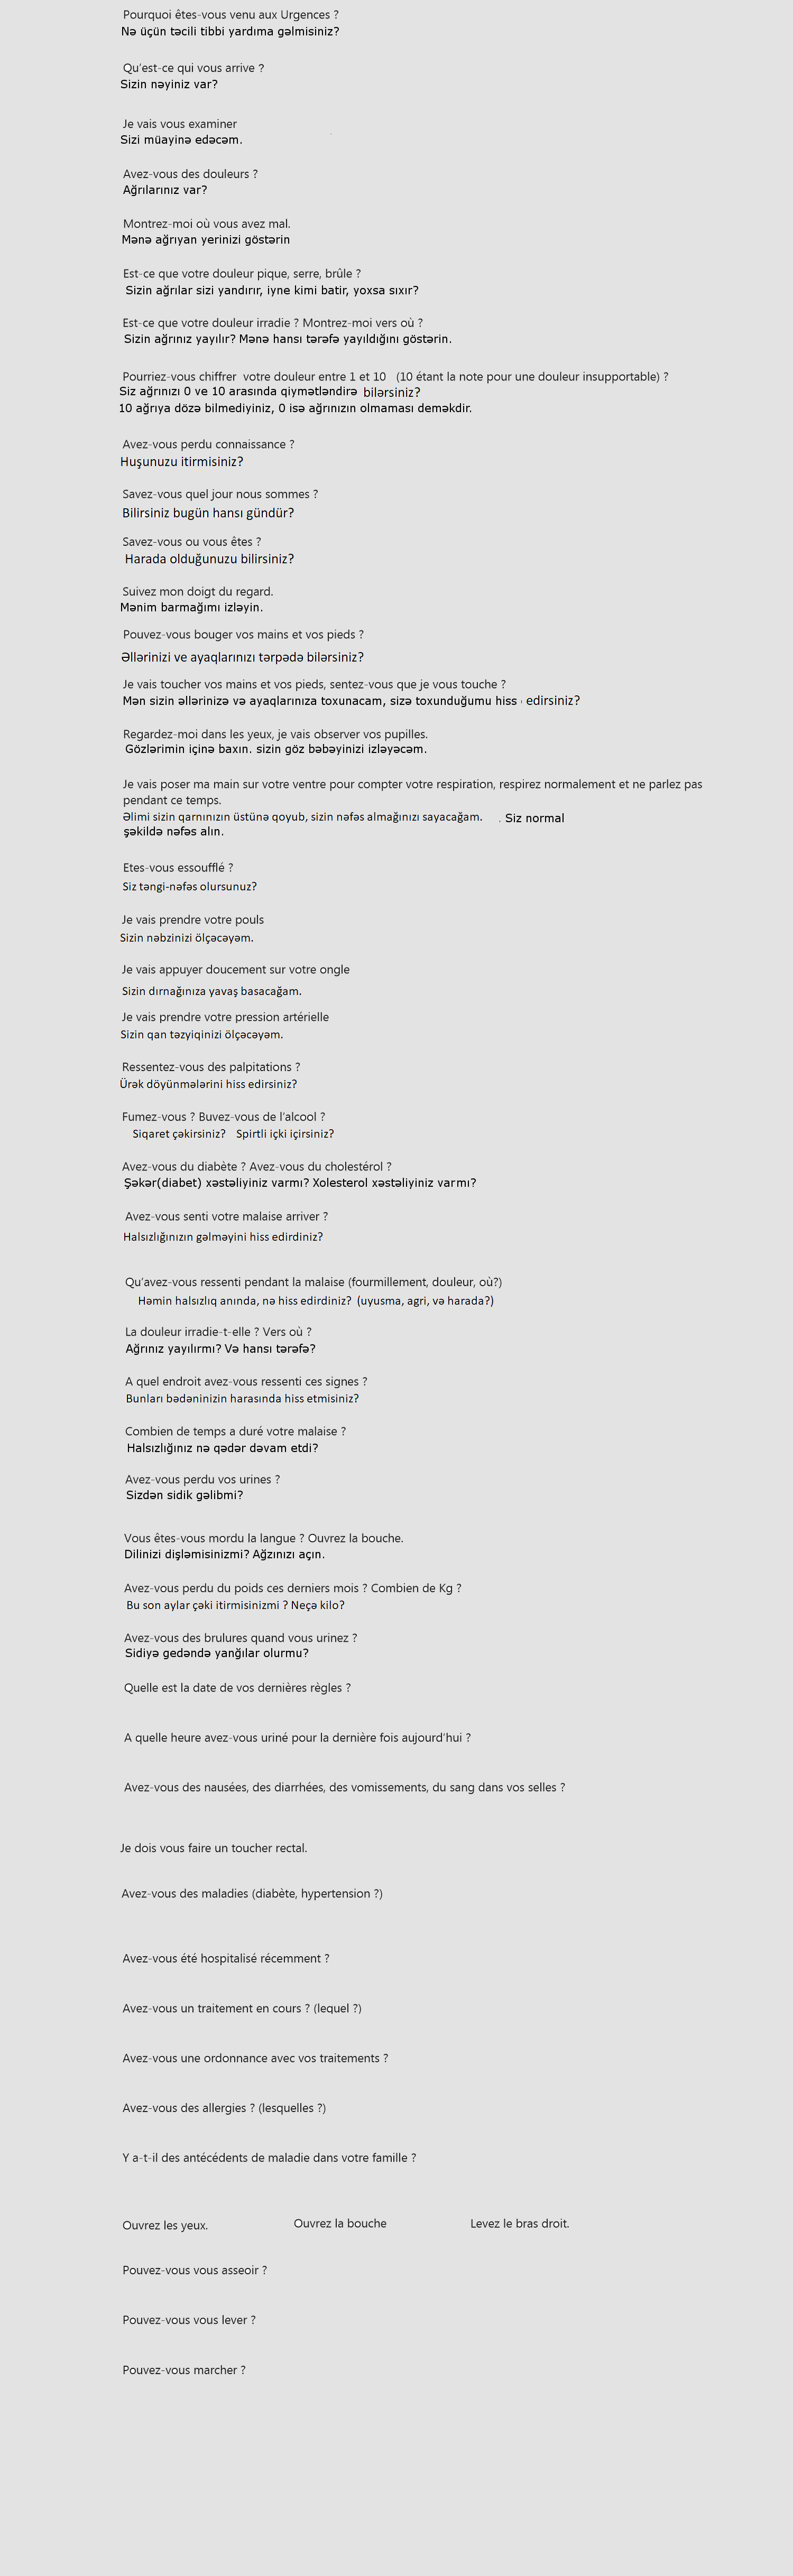 Pourquoi êtes-vous venu aux Urgences ?
Nə üçün təcili tibbi yardıma gəlmisiniz?
Qu'est-ce qui vous arrive ?
Sizin nəyiniz var?
Je vais vous examiner
Sizi müayinə edəcəm.
Avez-vous des douleurs ?
Ağrılarınız var?
Montrez-moi où vous avez mal.
Mənə ağrıyan yerinizi göstərin
Est-ce que votre douleur pique, serre, brûle ?
Sizin ağrılar sizi yandırır, iyne kimi batir, yoxsa sıxır?
Est-ce que votre douleur irradie ? Montrez-moi vers où ?
Sizin ağrınız yayılır? Mənə hansı tərəfə yayıldığını göstərin.
Pourriez-vous chiffrer votre douleur entre 1 et 10 (10 étant la note pour une douleur insupportable) ?
Siz ağrınızı 0 ve 10 arasında qiymətləndirə bilərsiniz?
10 ağrıya dözə bilmediyiniz, 0 isə ağrınızın olmaması deməkdir.
Avez-vous perdu connaissance ?
Huşunuzu itirmisiniz?
Savez-vous quel jour nous sommes ?
Bilirsiniz bugün hansı gündür?
Savez-vous ou vous êtes ?
Harada olduğunuzu bilirsiniz?
Suivez mon doigt du regard.
Mənim barmağımı izləyin.
Pouvez-vous bouger vos mains et vos pieds ?
Əllərinizi ve ayaqlarınızı tərpədə bilərsiniz?
Je vais toucher vos mains et vos pieds, sentez-vous que je vous touche ?
Mən sizin əllərinizə və ayaqlarınıza toxunacam, sizə toxunduğumu hiss edirsiniz?
Regardez-moi dans les yeux, je vais observer vos pupilles.
Gözlərimin içinə baxın. sizin göz bəbəyinizi izləyəcəm.
Je vais poser ma main sur votre ventre pour compter votre respiration, respirez normalement et ne parlez pas
pendant ce temps.
Əlimi sizin qarnınızın üstünə qoyub, sizin nəfəs almağınızı sayacağam. . Siz normal
şəkildə nəfəs alın.
Etes-vous essoufflé ?
Siz təngi-nəfəs olursunuz?
Je vais prendre votre pouls
Sizin nəbzinizi ölçəcəyəm.
Je vais appuyer doucement sur votre ongle
Sizin dırnağınıza yavaş basacağam.
Je vais prendre votre pression artérielle
Sizin qan təzyiqinizi ölçəcəyəm.
Ressentez-vous des palpitations ?
Ürək döyünmələrini hiss edirsiniz?
Fumez-vous ? Buvez-vous de l'alcool ?
Siqaret çəkirsiniz? Spirtli içki içirsiniz?
Avez-vous du diabète ? Avez-vous du cholestérol ?
Şəkər(diabet) xəstəliyiniz varmı? Xolesterol xəstəliyiniz varmı?
Avez-vous senti votre malaise arriver ?
Halsızlığınızın gəlməyini hiss edirdiniz?
Qu'avez-vous ressenti pendant la malaise (fourmillement, douleur, où?)
Həmin halsızlıq anında, nə hiss edirdiniz? (uyusma, agri, və harada?)
La douleur irradie-t-elle ? Vers où ?
Ağrınız yayılırmı? Və hansı tərəfə?
A quel endroit avez-vous ressenti ces signes ?
Bunları bədəninizin harasında hiss etmisiniz?
Combien de temps a duré votre malaise ?
Halsızlığınız nə qədər dəvam etdi?
Avez-vous perdu vos urines ?
Sizdən sidik gəlibmi?
Vous êtes-vous mordu la langue ? Ouvrez la bouche.
Dilinizi dişləmisinizmi? Ağzınızı açın.
Avez-vous perdu du poids ces derniers mois ? Combien de Kg ?
Bu son aylar çəki itirmisinizmi ? Neçə kilo?
Avez-vous des brulures quand vous urinez ?
Sidiyə gedəndə yanğılar olurmu?
Quelle est la date de vos dernières règles ?
A quelle heure avez-vous uriné pour la dernière fois aujourd'hui ?
Avez-vous des nausées, des diarrhées, des vomissements, du sang dans vos selles ?
Je dois vous faire un toucher rectal.
Avez-vous des maladies (diabète, hypertension ?)
Avez-vous été hospitalisé récemment ?
Avez-vous un traitement en cours ? (lequel ?)
Avez-vous une ordonnance avec vos traitements ?
Avez-vous des allergies ? (lesquelles ?)
Y a-t-il des antécédents de maladie dans votre famille ?
Ouvrez les yeux. Ouvrez la bouche Levez le bras droit.
Pouvez-vous vous asseoir ?
Pouvez-vous vous lever ?
Pouvez-vous marcher ?